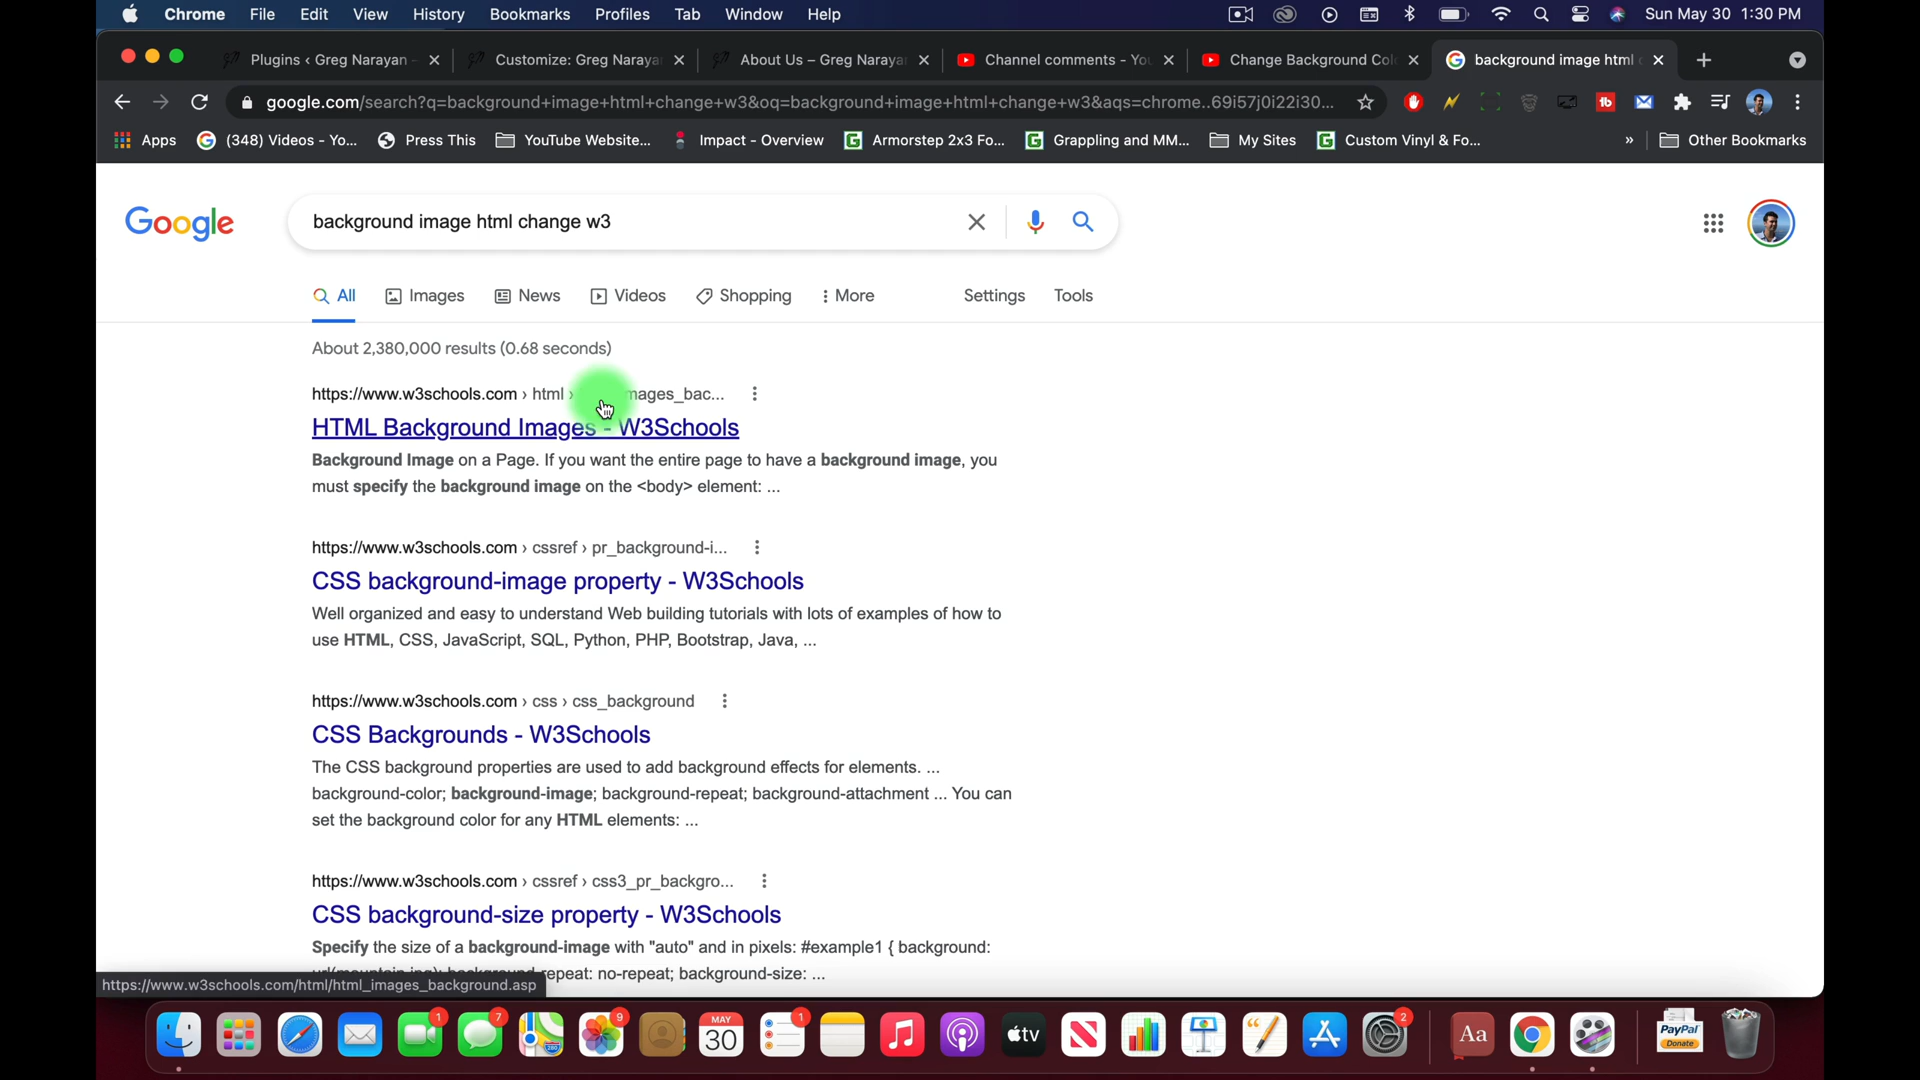 Chrome File Edit View History Bookmarks Profiles Tab Window Help Sun May 30 1:30 PM
Plugins ‹ Greg Narayan - Customize: Greg Naraya About Us – Greg Naraya Channel comments - Yo Change Background Col background image html
google.com/search?q=background+image+html+change+w3&oq=background+image+html+change+w3&aqs=chrome..69i57j0i22i30...
Apps (348) Videos - Yo... Press This YouTube Website... Impact - Overview Armorstep 2x3 Fo... Grappling and MM... My Sites Custom Vinyl & Fo... » Other Bookmarks
Google background image html change w3
All Images News Videos Shopping More Settings Tools
About 2,380,000 results (0.68 seconds)
https://www.w3schools.com › html › mages_bac...
HTML Background Images - W3Schools
Background Image on a Page. If you want the entire page to have a background image, you
must specify the background image on the <body> element: ...
https://www.w3schools.com › cssref › pr_background-i...
CSS background-image property - W3Schools
Well organized and easy to understand Web building tutorials with lots of examples of how to
use HTML, CSS, JavaScript, SQL, Python, PHP, Bootstrap, Java, ...
https://www.w3schools.com › css › css_background
CSS Backgrounds - W3Schools
The CSS background properties are used to add background effects for elements. ...
background-color; background-image; background-repeat; background-attachment ... You can
set the background color for any HTML elements: ...
https://www.w3schools.com › cssref › css3_pr_backgro...
CSS background-size property - W3Schools
Specify the size of a background-image with "auto" and in pixels: #example1 { background:
repeat: no-repeat; background-size: ...
https://www.w3schools.com/html/html_images_background.asp
1 7 9 MAY 30 1 tv 2 Aa PayPal Donate